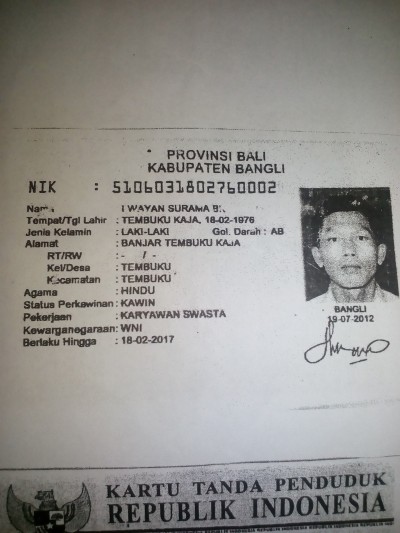 PROVINSI BALI
KABUPATEN BANGLI
NIK : 5106031802760002
Nama I WAYAN SURAMA
Tempat/Tgl Lahir : TEMBUKU KAJA, 18-02-1976
Jenis Kelamin : LAKI-LAKI Gol. Darah : AB
Alamat : BANJAR TEMBUKU KAJA
RT/RW : - / -
Kel/Desa : TEMBUKU
Kecamatan : TEMBUKU
Agama : HINDU
Status Perkawinan : KAWIN
Pekerjaan : KARYAWAN SWASTA
Kewarganegaraan : WNI
Berlaku Hingga : 18-02-2017
BANGLI
19-07-2012
KARTU TANDA PENDUDUK
REPUBLIK INDONESIA